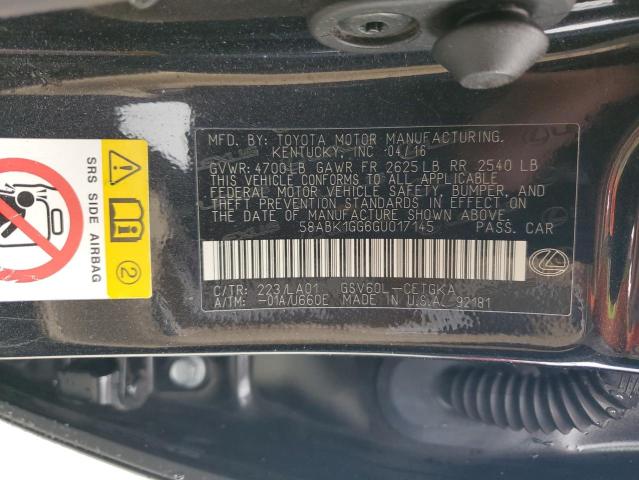 MFD. BY: TOYOTA MOTOR MANUFACTURING,
KENTUCKY, INC 04/16
GVWR: 4700LB GAWR FR 2625LB RR 2540 LB
THIS VEHICLE CONFORMS TO ALL APPLICABLE
FEDERAL MOTOR VEHICLE SAFETY, BUMPER, AND
THEFT PREVENTION STANDARDS IN EFFECT ON
THE DATE OF MANUFACTURE SHOWN ABOVE.
58ABK1GG6GU017145 PASS. CAR
C/TR: 223/LA01 GSV60L-CETGKA
A/TM: -01A/U660E MADE IN U.S.A. 92181
SRS SIDE AIRBAG
2